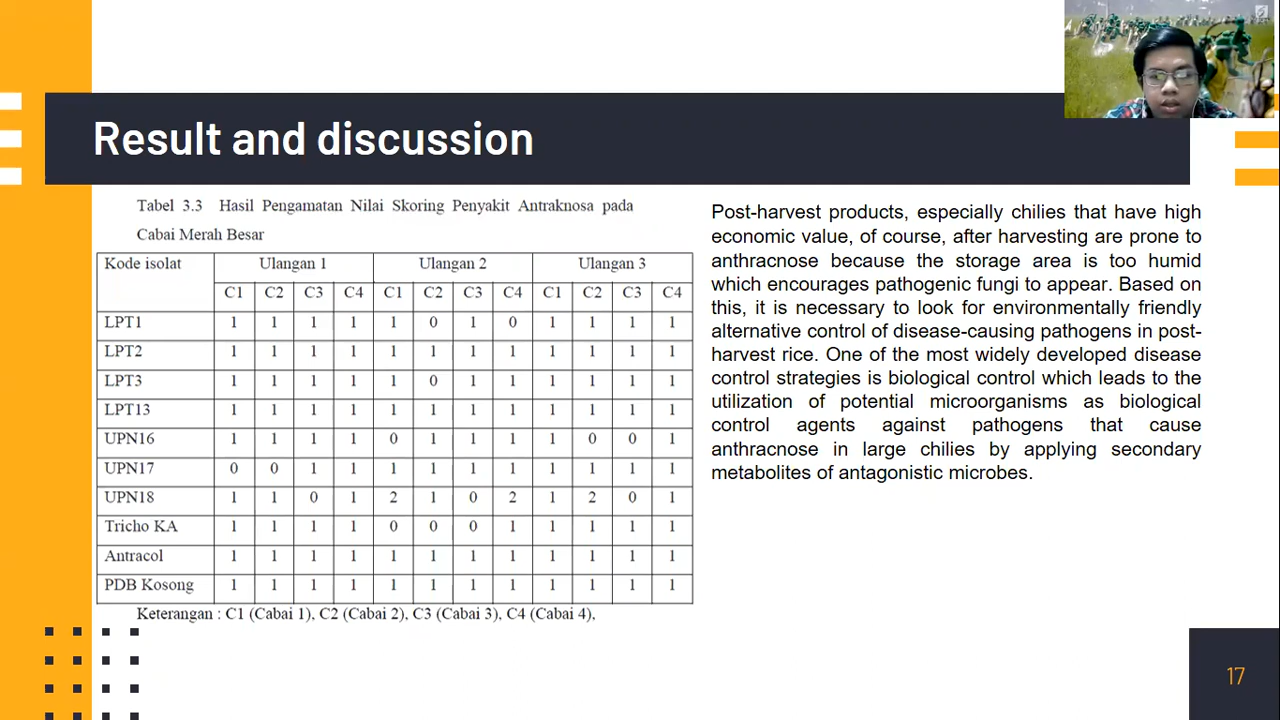 Result and discussion
Tabel 3.3 Hasil Pengamatan Nilai Skoring Penyakit Antraknosa pada
Cabai Merah Besar
Kode isolat Ulangan 1 Ulangan 2 Ulangan 3
C1 C2 C3 C4 C1 C2 C3 C4 C1 C2 C3 C4
LPT1 1 1 1 1 1 0 1 0 1 1 1 1
LPT2 1 1 1 1 1 1 1 1 1 1 1 1
LPT3 1 1 1 1 1 0 1 1 1 1 1 1
LPT13 1 1 1 1 1 1 1 1 1 1 1 1
UPN16 1 1 1 1 0 1 1 1 1 0 0 1
UPN17 0 0 1 1 1 1 1 1 1 1 1 1
UPN18 1 1 0 1 2 1 0 2 1 2 0 1
Tricho KA 1 1 1 1 0 0 0 1 1 1 1 1
Antracol 1 1 1 1 1 1 1 1 1 1 1 1
PDB Kosong 1 1 1 1 1 1 1 1 1 1 1 1
Keterangan : C1 (Cabai 1), C2 (Cabai 2), C3 (Cabai 3), C4 (Cabai 4),
Post-harvest products, especially chilies that have high
economic value, of course, after harvesting are prone to
anthracnose because the storage area is too humid
which encourages pathogenic fungi to appear. Based on
this, it is necessary to look for environmentally friendly
alternative control of disease-causing pathogens in post-
harvest rice. One of the most widely developed disease
control strategies is biological control which leads to the
utilization of potential microorganisms as biological
control agents against pathogens that cause
anthracnose in large chilies by applying secondary
metabolites of antagonistic microbes.
17